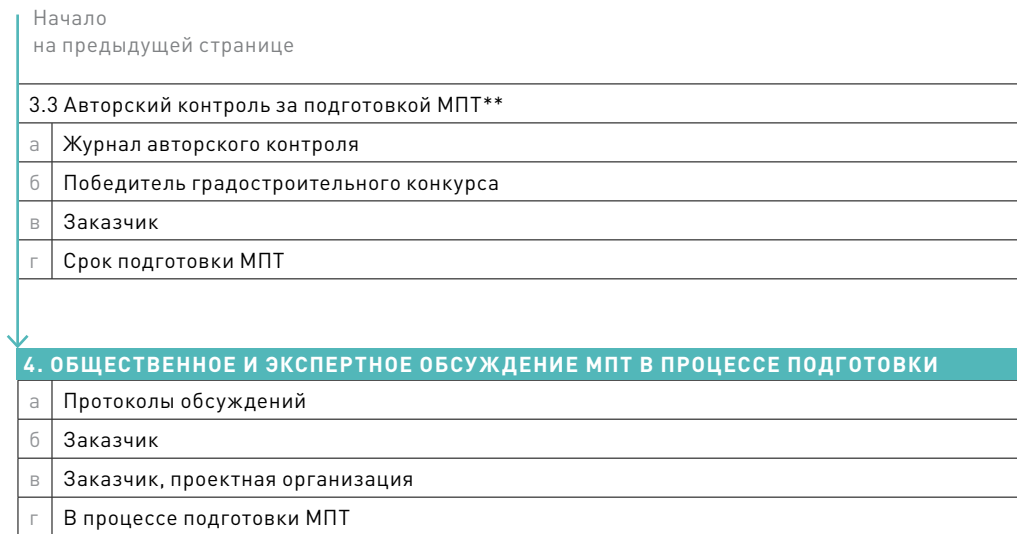 Начало
на предыдущей странице
3.3 Авторский контроль за подготовкой МПТ**
а Журнал авторского контроля
б Победитель градостроительного конкурса
в Заказчик
г Срок подготовки МПТ
4. ОБЩЕСТВЕННОЕ И ЭКСПЕРТНОЕ ОБСУЖДЕНИЕ МПТ В ПРОЦЕССЕ ПОДГОТОВКИ
а Протоколы обсуждений
б Заказчик
в Заказчик, проектная организация
г В процессе подготовки МПТ